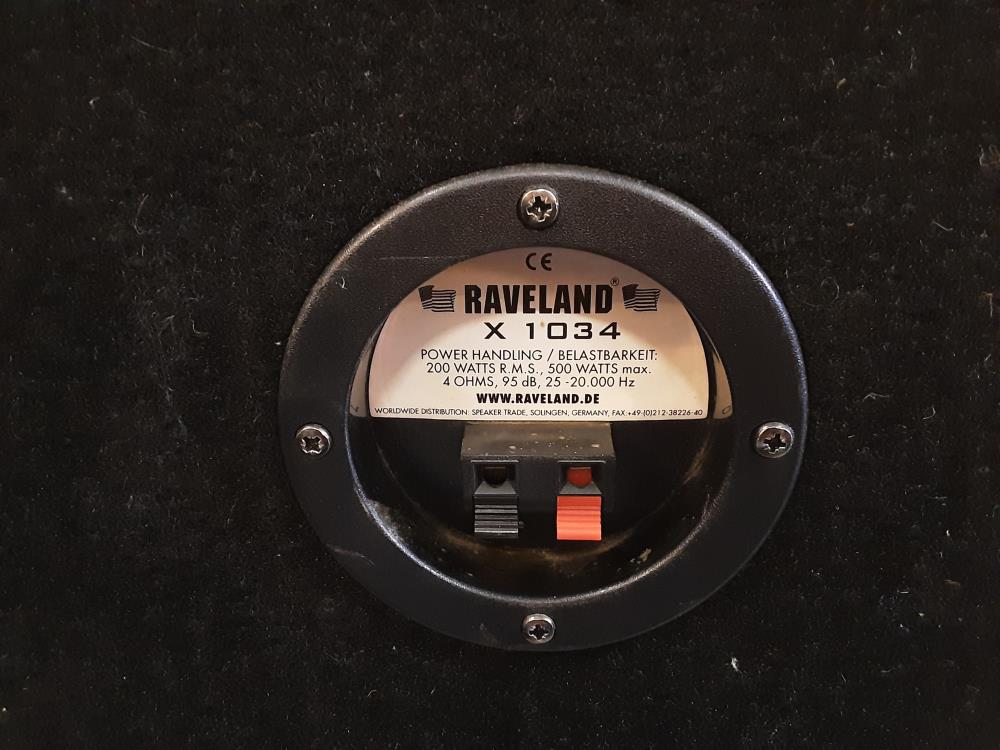 CE
RAVELAND®
X 1034
POWER HANDLING / BELASTBARKEIT:
200 WATTS R.M.S., 500 WATTS max.
4 OHMS, 95 dB, 25 -20.000 Hz
WWW.RAVELAND.DE
WORLDWIDE DISTRIBUTION: SPEAKER TRADE, SOLINGEN, GERMANY, FAX:+49-(0)212-38226-40